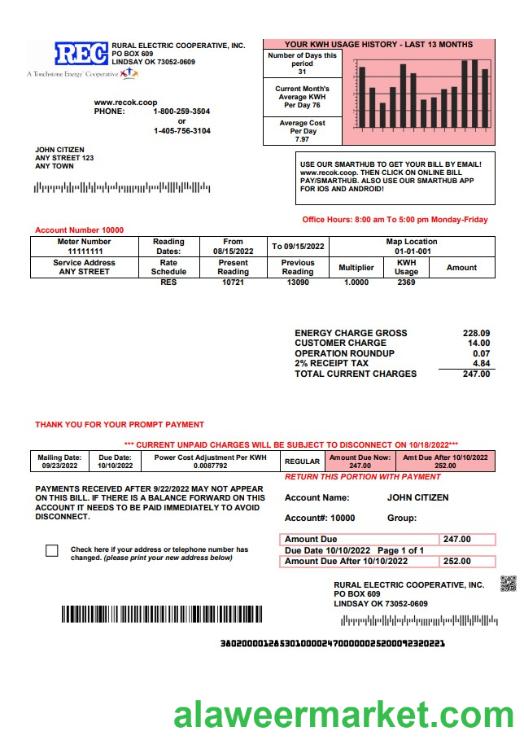 REC
A Touchstone Energy Cooperative
RURAL ELECTRIC COOPERATIVE, INC.
PO BOX 609
LINDSAY OK 73052-0609
www.recok.coop
PHONE: 1-800-259-3504
or
1-405-756-3104
JOHN CITIZEN
ANY STREET 123
ANY TOWN
YOUR KWH USAGE HISTORY - LAST 13 MONTHS
Number of Days this
period
31
Current Month's
Average KWH
Per Day 76
Average Cost
Per Day
7.97
USE OUR SMARTHUB TO GET YOUR BILL BY EMAIL!
www.recok.coop. THEN CLICK ON ONLINE BILL
PAY/SMARTHUB. ALSO USE OUR SMARTHUB APP
FOR IOS AND ANDROID!
Office Hours: 8:00 am To 5:00 pm Monday-Friday
Account Number 10000
Meter Number
11111111
Reading
Dates:
From
08/15/2022
To 09/15/2022
Map Location
01-01-001
Service Address
ANY STREET
Rate
Schedule
Present
Reading
Previous
Reading
Multiplier
KWH
Usage
Amount
RES 10721 13090 1.0000 2369
ENERGY CHARGE GROSS 228.09
CUSTOMER CHARGE 14.00
OPERATION ROUNDUP 0.07
2% RECEIPT TAX 4.84
TOTAL CURRENT CHARGES 247.00
THANK YOU FOR YOUR PROMPT PAYMENT
*** CURRENT UNPAID CHARGES WILL BE SUBJECT TO DISCONNECT ON 10/18/2022***
Mailing Date:
09/23/2022
Due Date:
10/10/2022
Power Cost Adjustment Per KWH
0.0087792
REGULAR
Amount Due Now:
247.00
Amt Due After 10/10/2022
252.00
RETURN THIS PORTION WITH PAYMENT
PAYMENTS RECEIVED AFTER 9/22/2022 MAY NOT APPEAR
ON THIS BILL. IF THERE IS A BALANCE FORWARD ON THIS
ACCOUNT IT NEEDS TO BE PAID IMMEDIATELY TO AVOID
DISCONNECT.
Account Name: JOHN CITIZEN
Account#: 10000 Group:
Amount Due 247.00
Due Date 10/10/2022 Page 1 of 1
Amount Due After 10/10/2022 252.00
Check here if your address or telephone number has
changed. (please print your new address below)
RURAL ELECTRIC COOPERATIVE, INC.
PO BOX 609
LINDSAY OK 73052-0609
alaweermarket.com